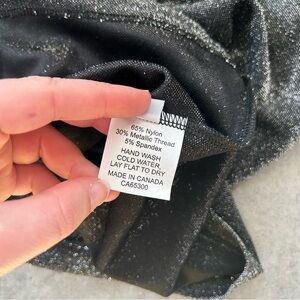 65% Nylon
30% Metallic Thread
5% Spandex
HAND WASH
COLD WATER,
LAY FLAT TO DRY
MADE IN CANADA
CA65300